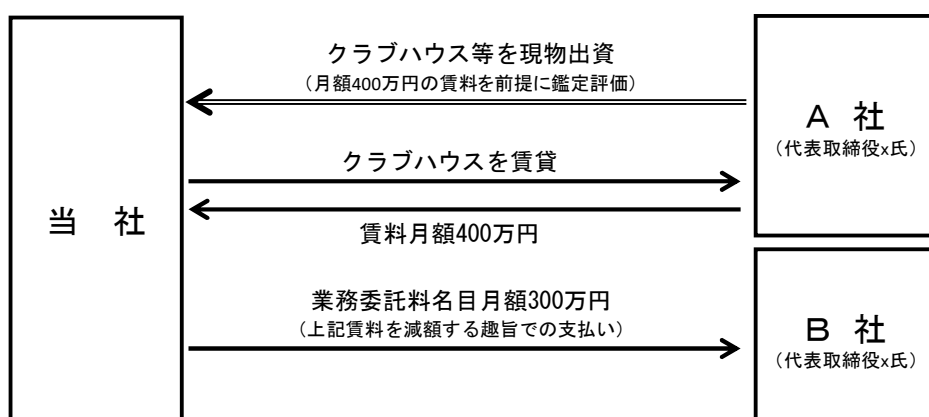 当　社
クラブハウス等を現物出資
（月額400万円の賃料を前提に鑑定評価）
クラブハウスを賃貸
賃料月額400万円
業務委託料名目月額300万円
（上記賃料を減額する趣旨での支払い）
Ａ　社
（代表取締役x氏）
Ｂ　社
（代表取締役x氏）